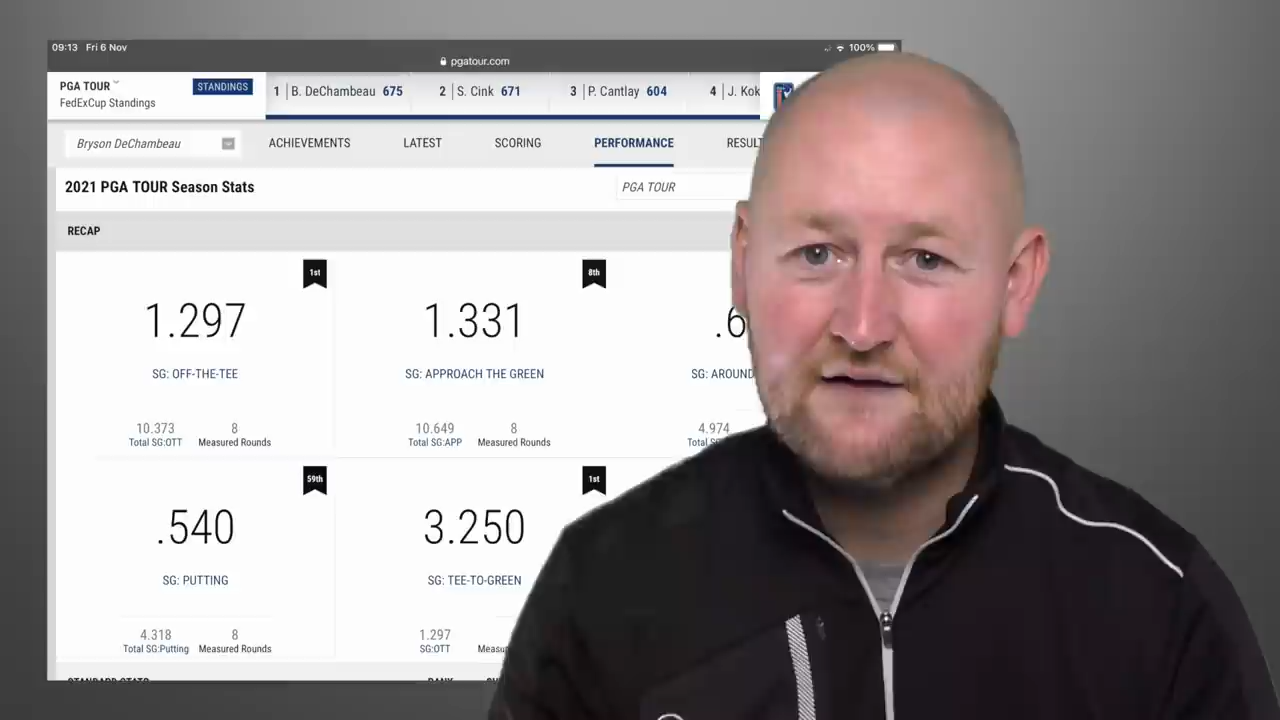 09:13 Fri 6 Nov 100%
pgatour.com
PGA TOUR STANDINGS
FedExCup Standings
1 B. DeChambeau 675 2 S. Cink 671 3 P. Cantlay 604 4 J. Kok
Bryson DeChambeau ACHIEVEMENTS LATEST SCORING PERFORMANCE RESUL
2021 PGA TOUR Season Stats PGA TOUR
RECAP
1st 8th
1.297 1.331 .6
SG: OFF-THE-TEE SG: APPROACH THE GREEN SG: AROUND
10.373 8 10.649 8 4.974
Total SG:OTT Measured Rounds Total SG:APP Measured Rounds Total SG
59th 1st
.540 3.250
SG: PUTTING SG: TEE-TO-GREEN
4.318 8 1.297
Total SG:Putting Measured Rounds SG:OTT Measu